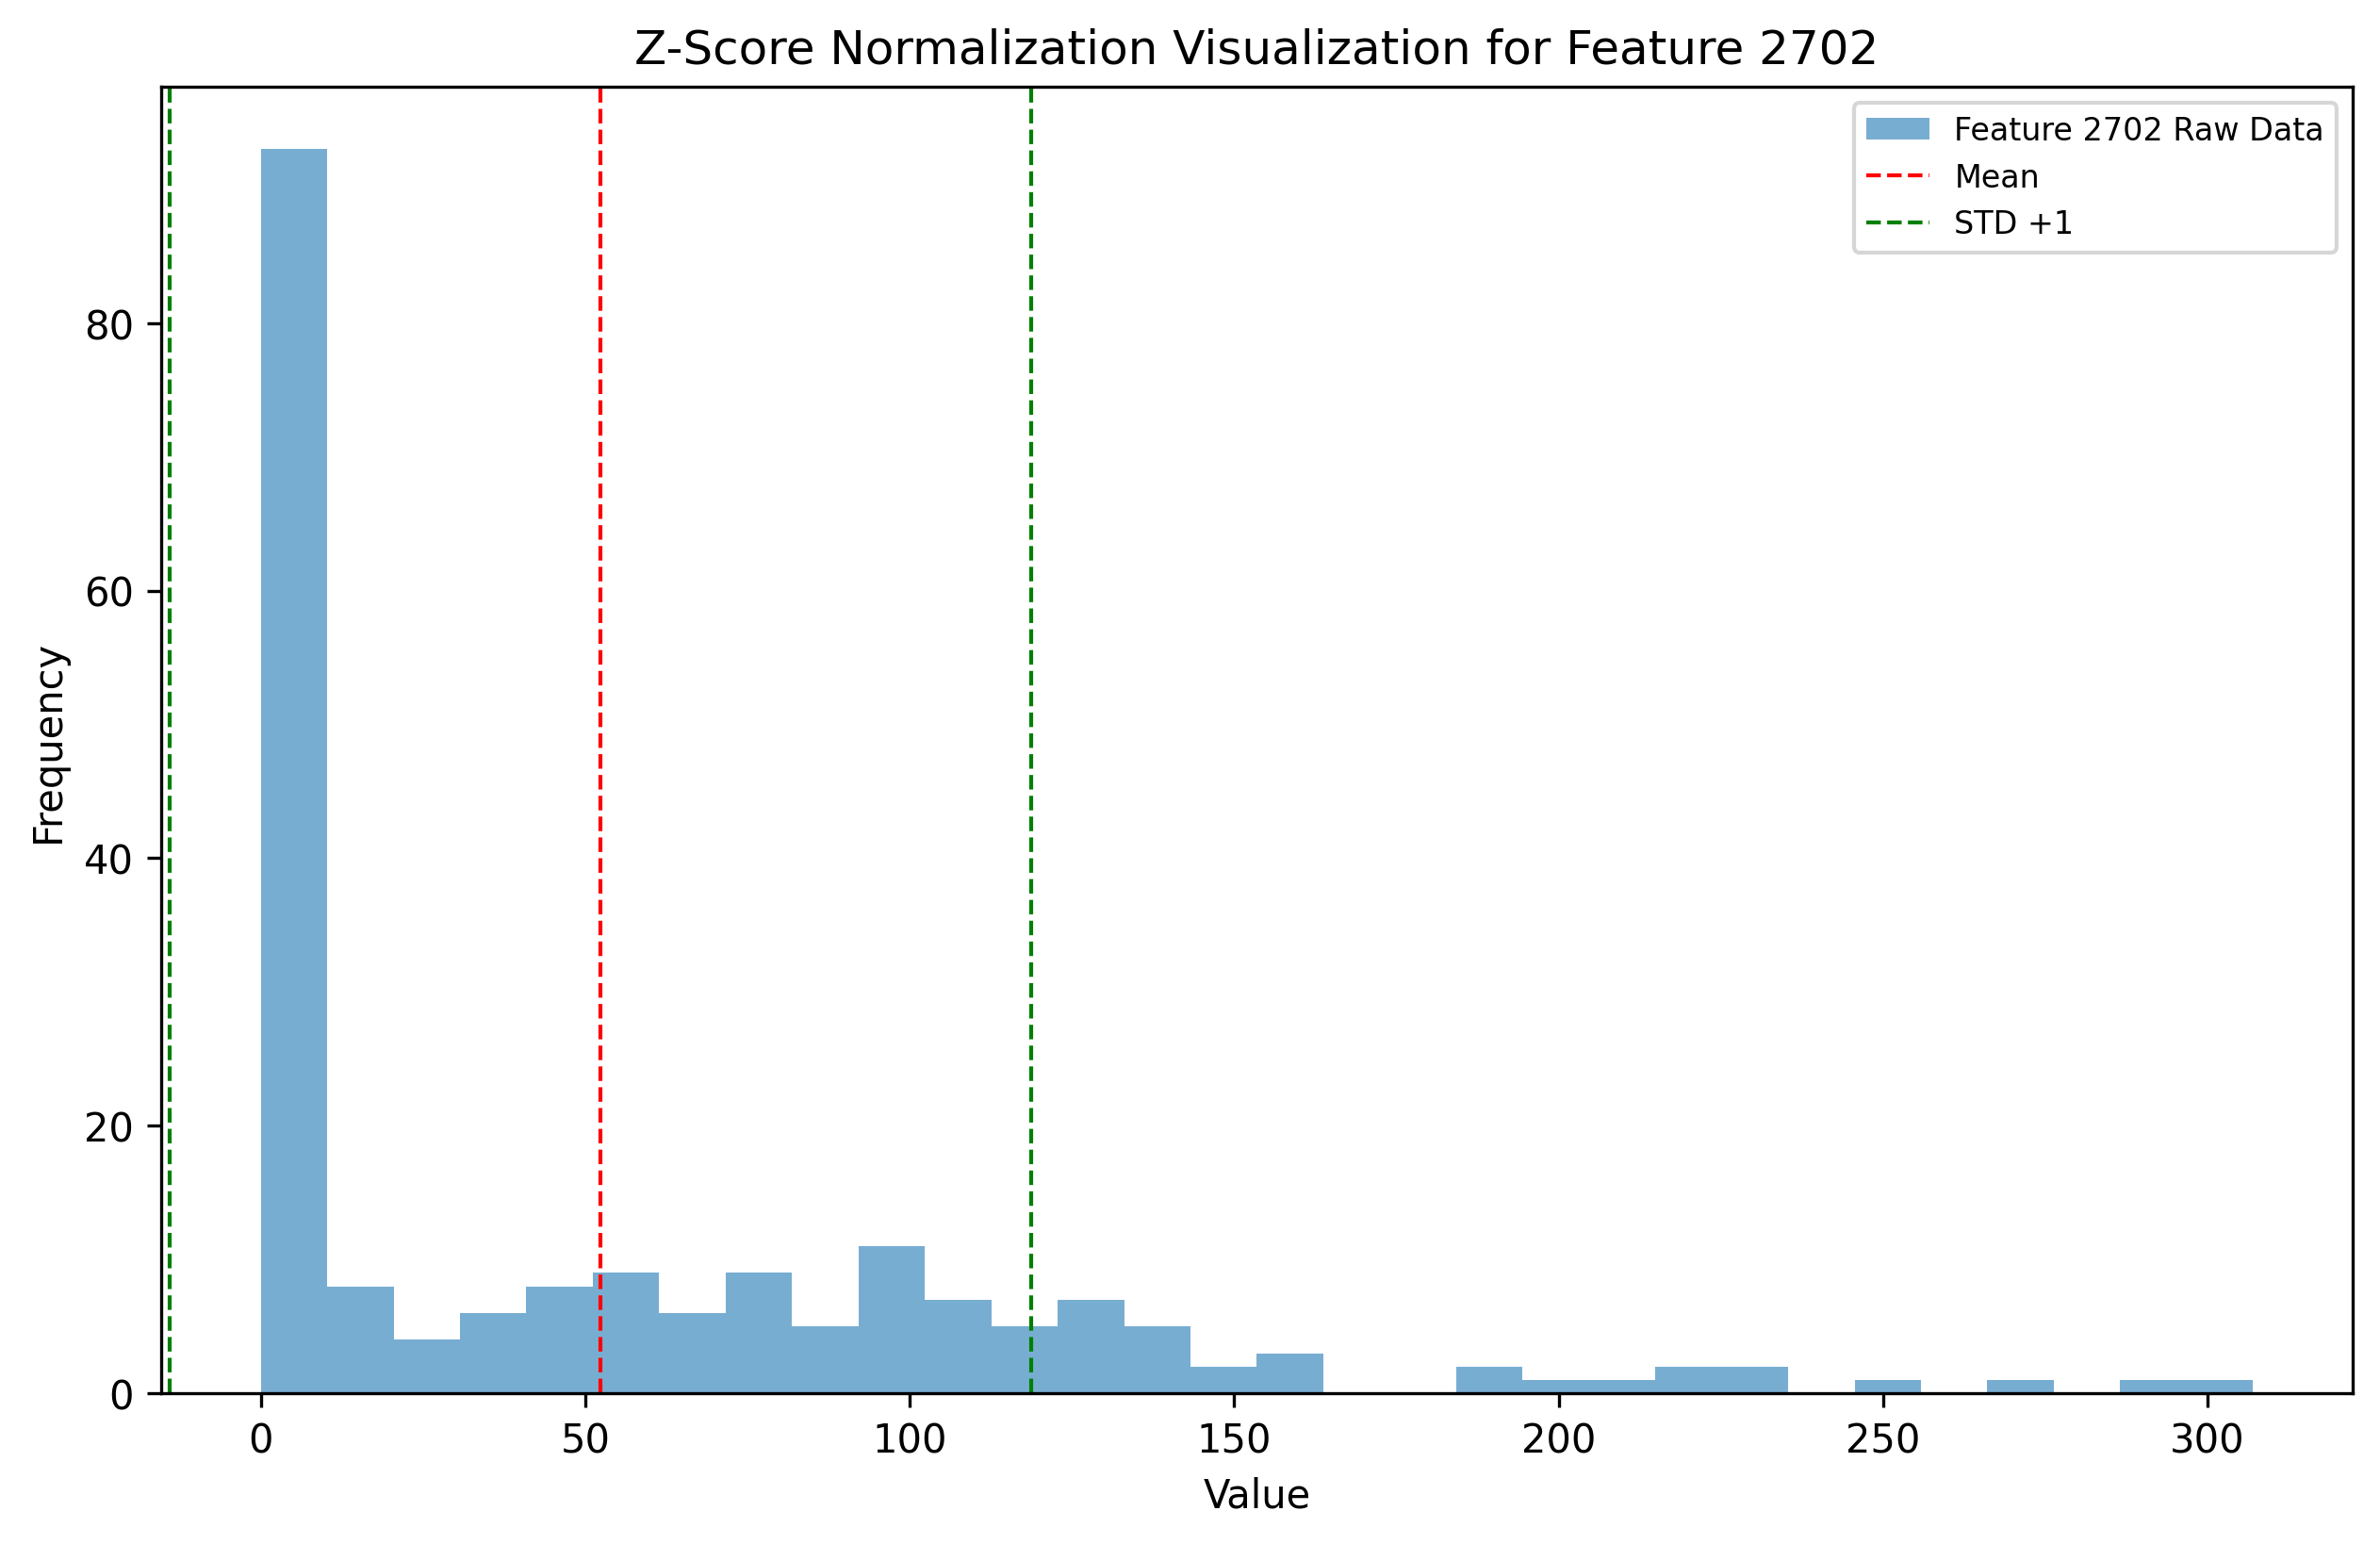 Z-Score Normalization Visualization for Feature 2702
Feature 2702 Raw Data
Mean
STD +1
80
60
40
20
0
Frequency
0 50 100 150 200 250 300
Value